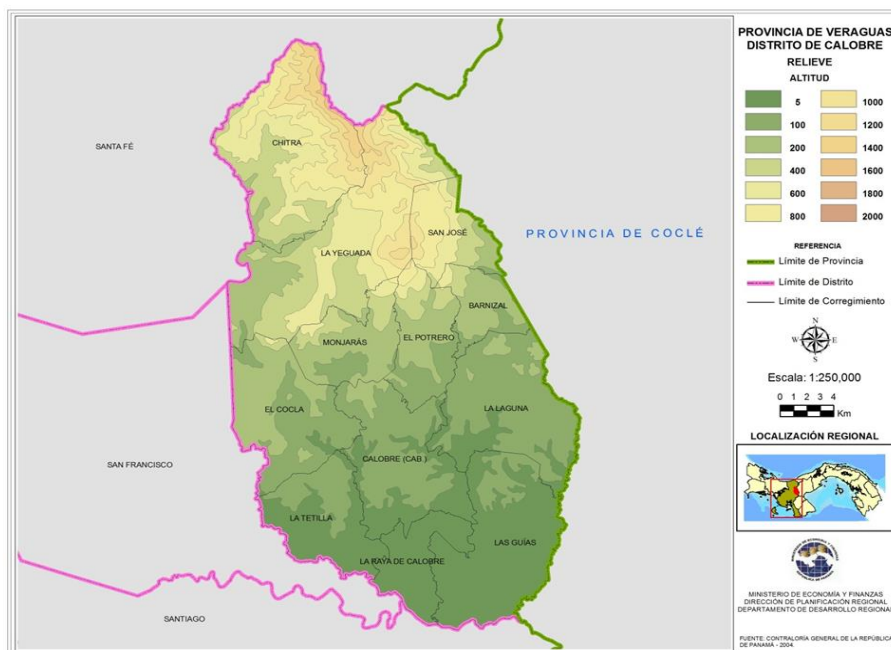 PROVINCIA DE VERAGUAS
DISTRITO DE CALOBRE
RELIEVE
ALTITUD
5 1000
100 1200
200 1400
400 1600
600 1800
800 2000
REFERENCIA
Límite de Provincia
Límite de Distrito
Límite de Corregimiento
N
W E
S
Escala: 1:250,000
0 1 2 3 4
Km
LOCALIZACIÓN REGIONAL
MINISTERIO DE ECONOMÍA Y FINANZAS
DIRECCIÓN DE PLANIFICACIÓN REGIONAL
DEPARTAMENTO DE DESARROLLO REGIONAL
FUENTE: CONTRALORÍA GENERAL DE LA REPÚBLICA
DE PANAMÁ - 2004
SANTA FÉ
CHITRA
PROVINCIA DE COCLÉ
SAN JOSÉ
LA YEGUADA
BARNIZAL
MONJARÁS
EL POTRERO
EL COCLA
LA LAGUNA
SAN FRANCISCO
CALOBRE (CAB.)
LA TETILLA
LAS GUÍAS
LA RAYA DE CALOBRE
SANTIAGO